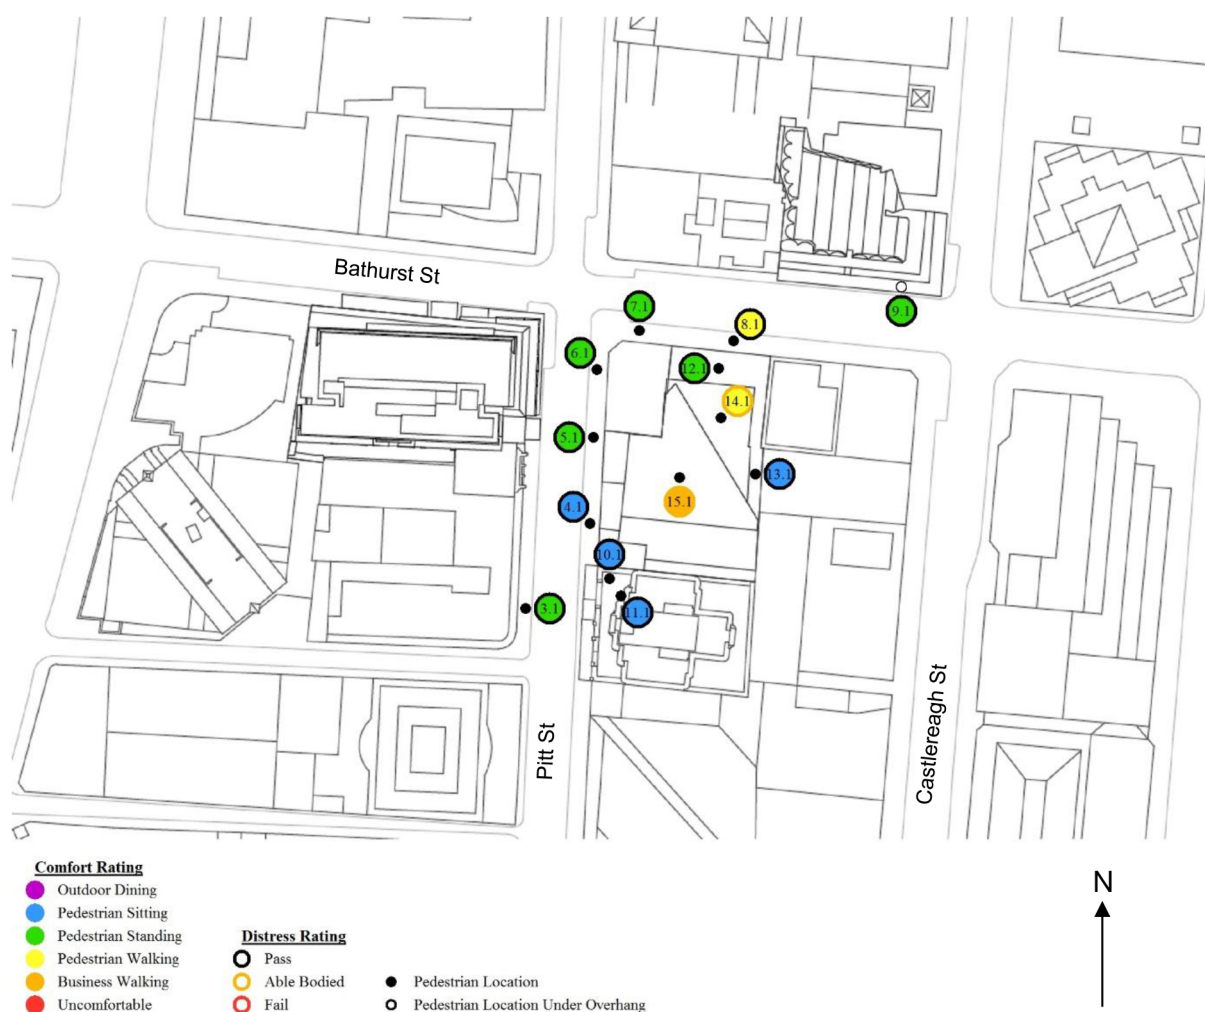 Bathurst St
7.1
8.1
9.1
6.1
12.1
14.1
5.1
13.1
15.1
4.1
10.1
3.1
11.1
Pitt St
Castlereagh St
Comfort Rating
Outdoor Dining
Pedestrian Sitting
Pedestrian Standing
Pedestrian Walking
Business Walking
Uncomfortable
Distress Rating
Pass
Able Bodied
Fail
Pedestrian Location
Pedestrian Location Under Overhang
N